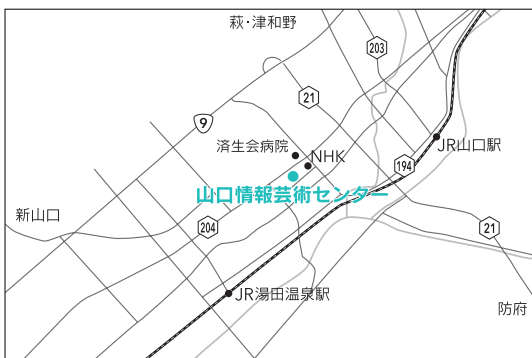 萩・津和野
203
21
9
済生会病院
NHK
JR山口駅
194
山口情報芸術センター
新山口
204
21
JR湯田温泉駅
防府